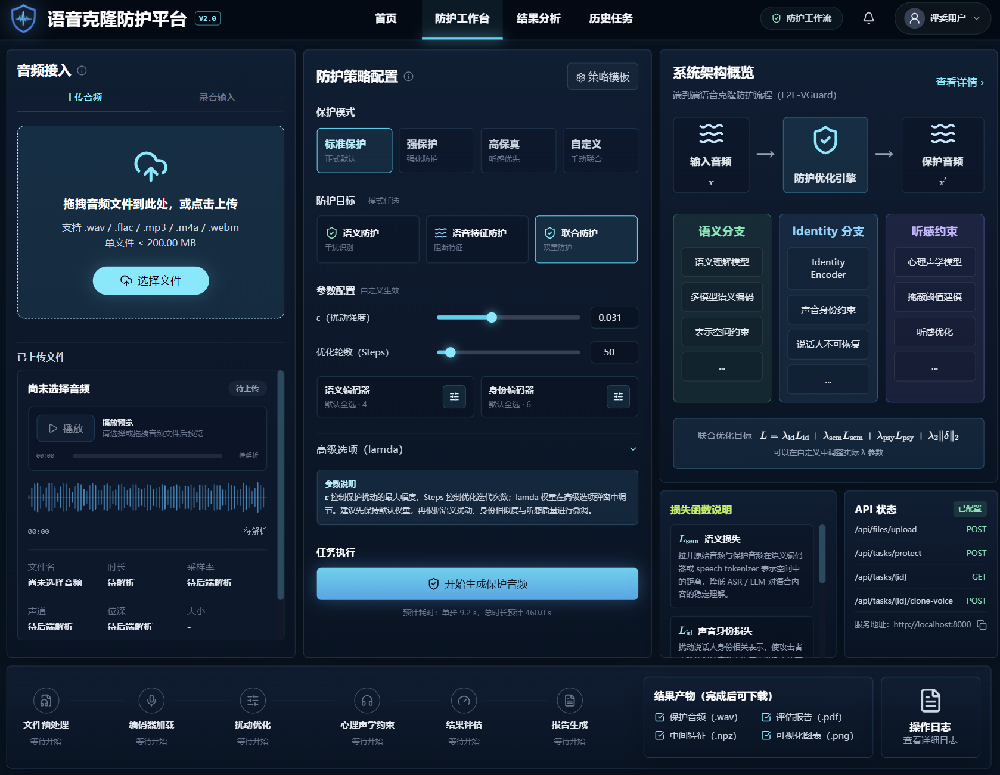 语音克隆防护平台 V2.0
首页 防护工作台 结果分析 历史任务
防护工作流
评委用户
音频接入
上传音频 录音输入
拖拽音频文件到此处，或点击上传
支持 .wav / .flac / .mp3 / .m4a / .webm
单文件 ≤ 200.00 MB
选择文件
已上传文件
尚未选择音频 待上传
播放
播放预览
请选择或拖拽音频文件后预览
00:00 待解析
00:00 待解析
文件名 时长 采样率
尚未选择音频 待解析 待后端解析
声道 位深 大小
待后端解析 待后端解析 -
防护策略配置
策略模板
保护模式
标准保护 强保护 高保真 自定义
正式默认 强化防护 听感优先 手动联合
防护目标 三模式任选
语义防护 语音特征防护 联合防护
干扰识别 阻断特征 双重防护
参数配置 自定义生效
ε（扰动强度） 0.031
优化轮数（Steps） 50
语义编码器 身份编码器
默认全选 · 4 默认全选 · 6
高级选项（lamda）
参数说明
ε 控制保护扰动的最大幅度，Steps 控制优化迭代次数；lamda 权重在高级选项弹窗中调
节。建议先保持默认权重，再根据语义扰动、身份相似度与听感质量进行微调。
任务执行
开始生成保护音频
预计耗时：单步 9.2 s，总时长预计 460.0 s
系统架构概览
查看详情 ›
端到端语音克隆防护流程（E2E-VGuard）
输入音频 → 防护优化引擎 → 保护音频
x x′
语义分支
语义理解模型
多模型语义编码
表示空间约束
...
Identity 分支
Identity
Encoder
声音身份约束
说话人不可恢复
...
听感约束
心理声学模型
掩蔽阈值建模
听感优化
...
联合优化目标 L = λ_id L_id + λ_sem L_sem + λ_psy L_psy + λ_2‖δ‖_2
可以在自定义中调整实际 λ 参数
损失函数说明
L_sem 语义损失
拉开原始音频与保护音频在语义编码
器或 speech tokenizer 表示空间中
的距离，降低 ASR / LLM 对语音内
容的稳定理解。
L_id 声音身份损失
扰动说话人身份相关表示，使攻击者
API 状态 已配置
/api/files/upload POST
/api/tasks/protect POST
/api/tasks/{id} GET
/api/tasks/{id}/clone-voice POST
服务地址：http://localhost:8000
文件预处理 编码器加载 扰动优化 心理声学约束 结果评估 报告生成
等待开始 等待开始 等待开始 等待开始 等待开始 等待开始
结果产物（完成后可下载）
保护音频（.wav） 评估报告（.pdf）
中间特征（.npz） 可视化图表（.png）
操作日志
查看详细日志